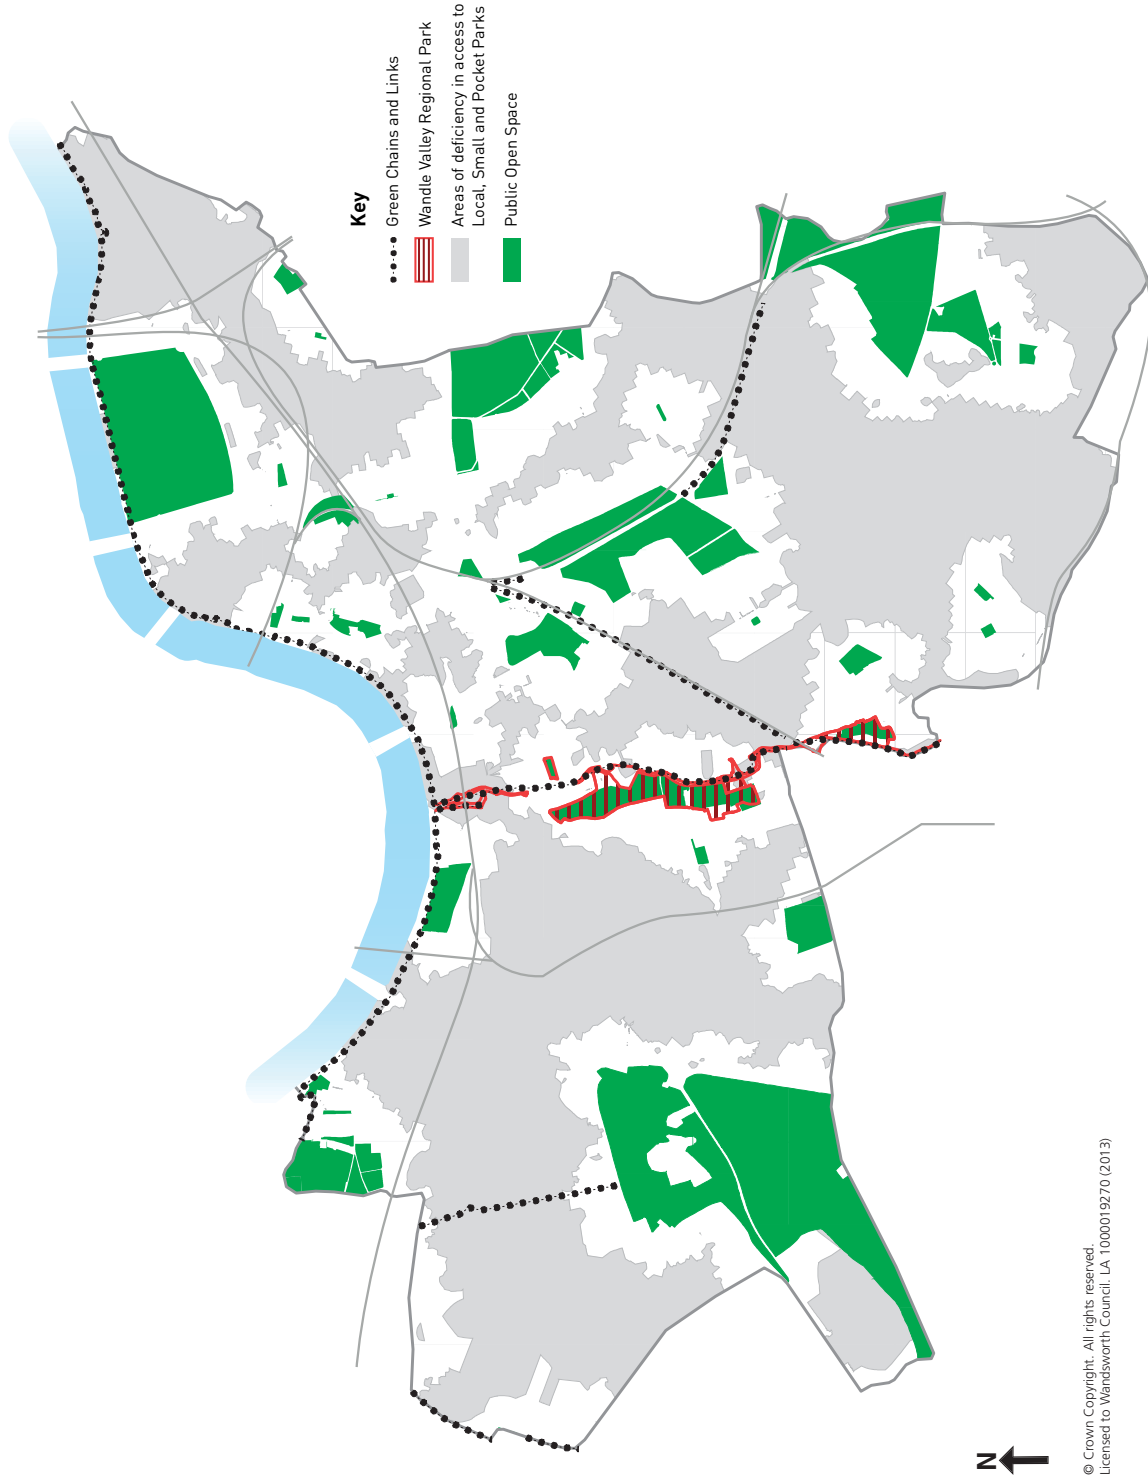 Key
Green Chains and Links
Wandle Valley Regional Park
Areas of deficiency in access to
Local, Small and Pocket Parks
Public Open Space
N
© Crown Copyright. All rights reserved.
Licensed to Wandsworth Council. LA 1000019270 (2013)